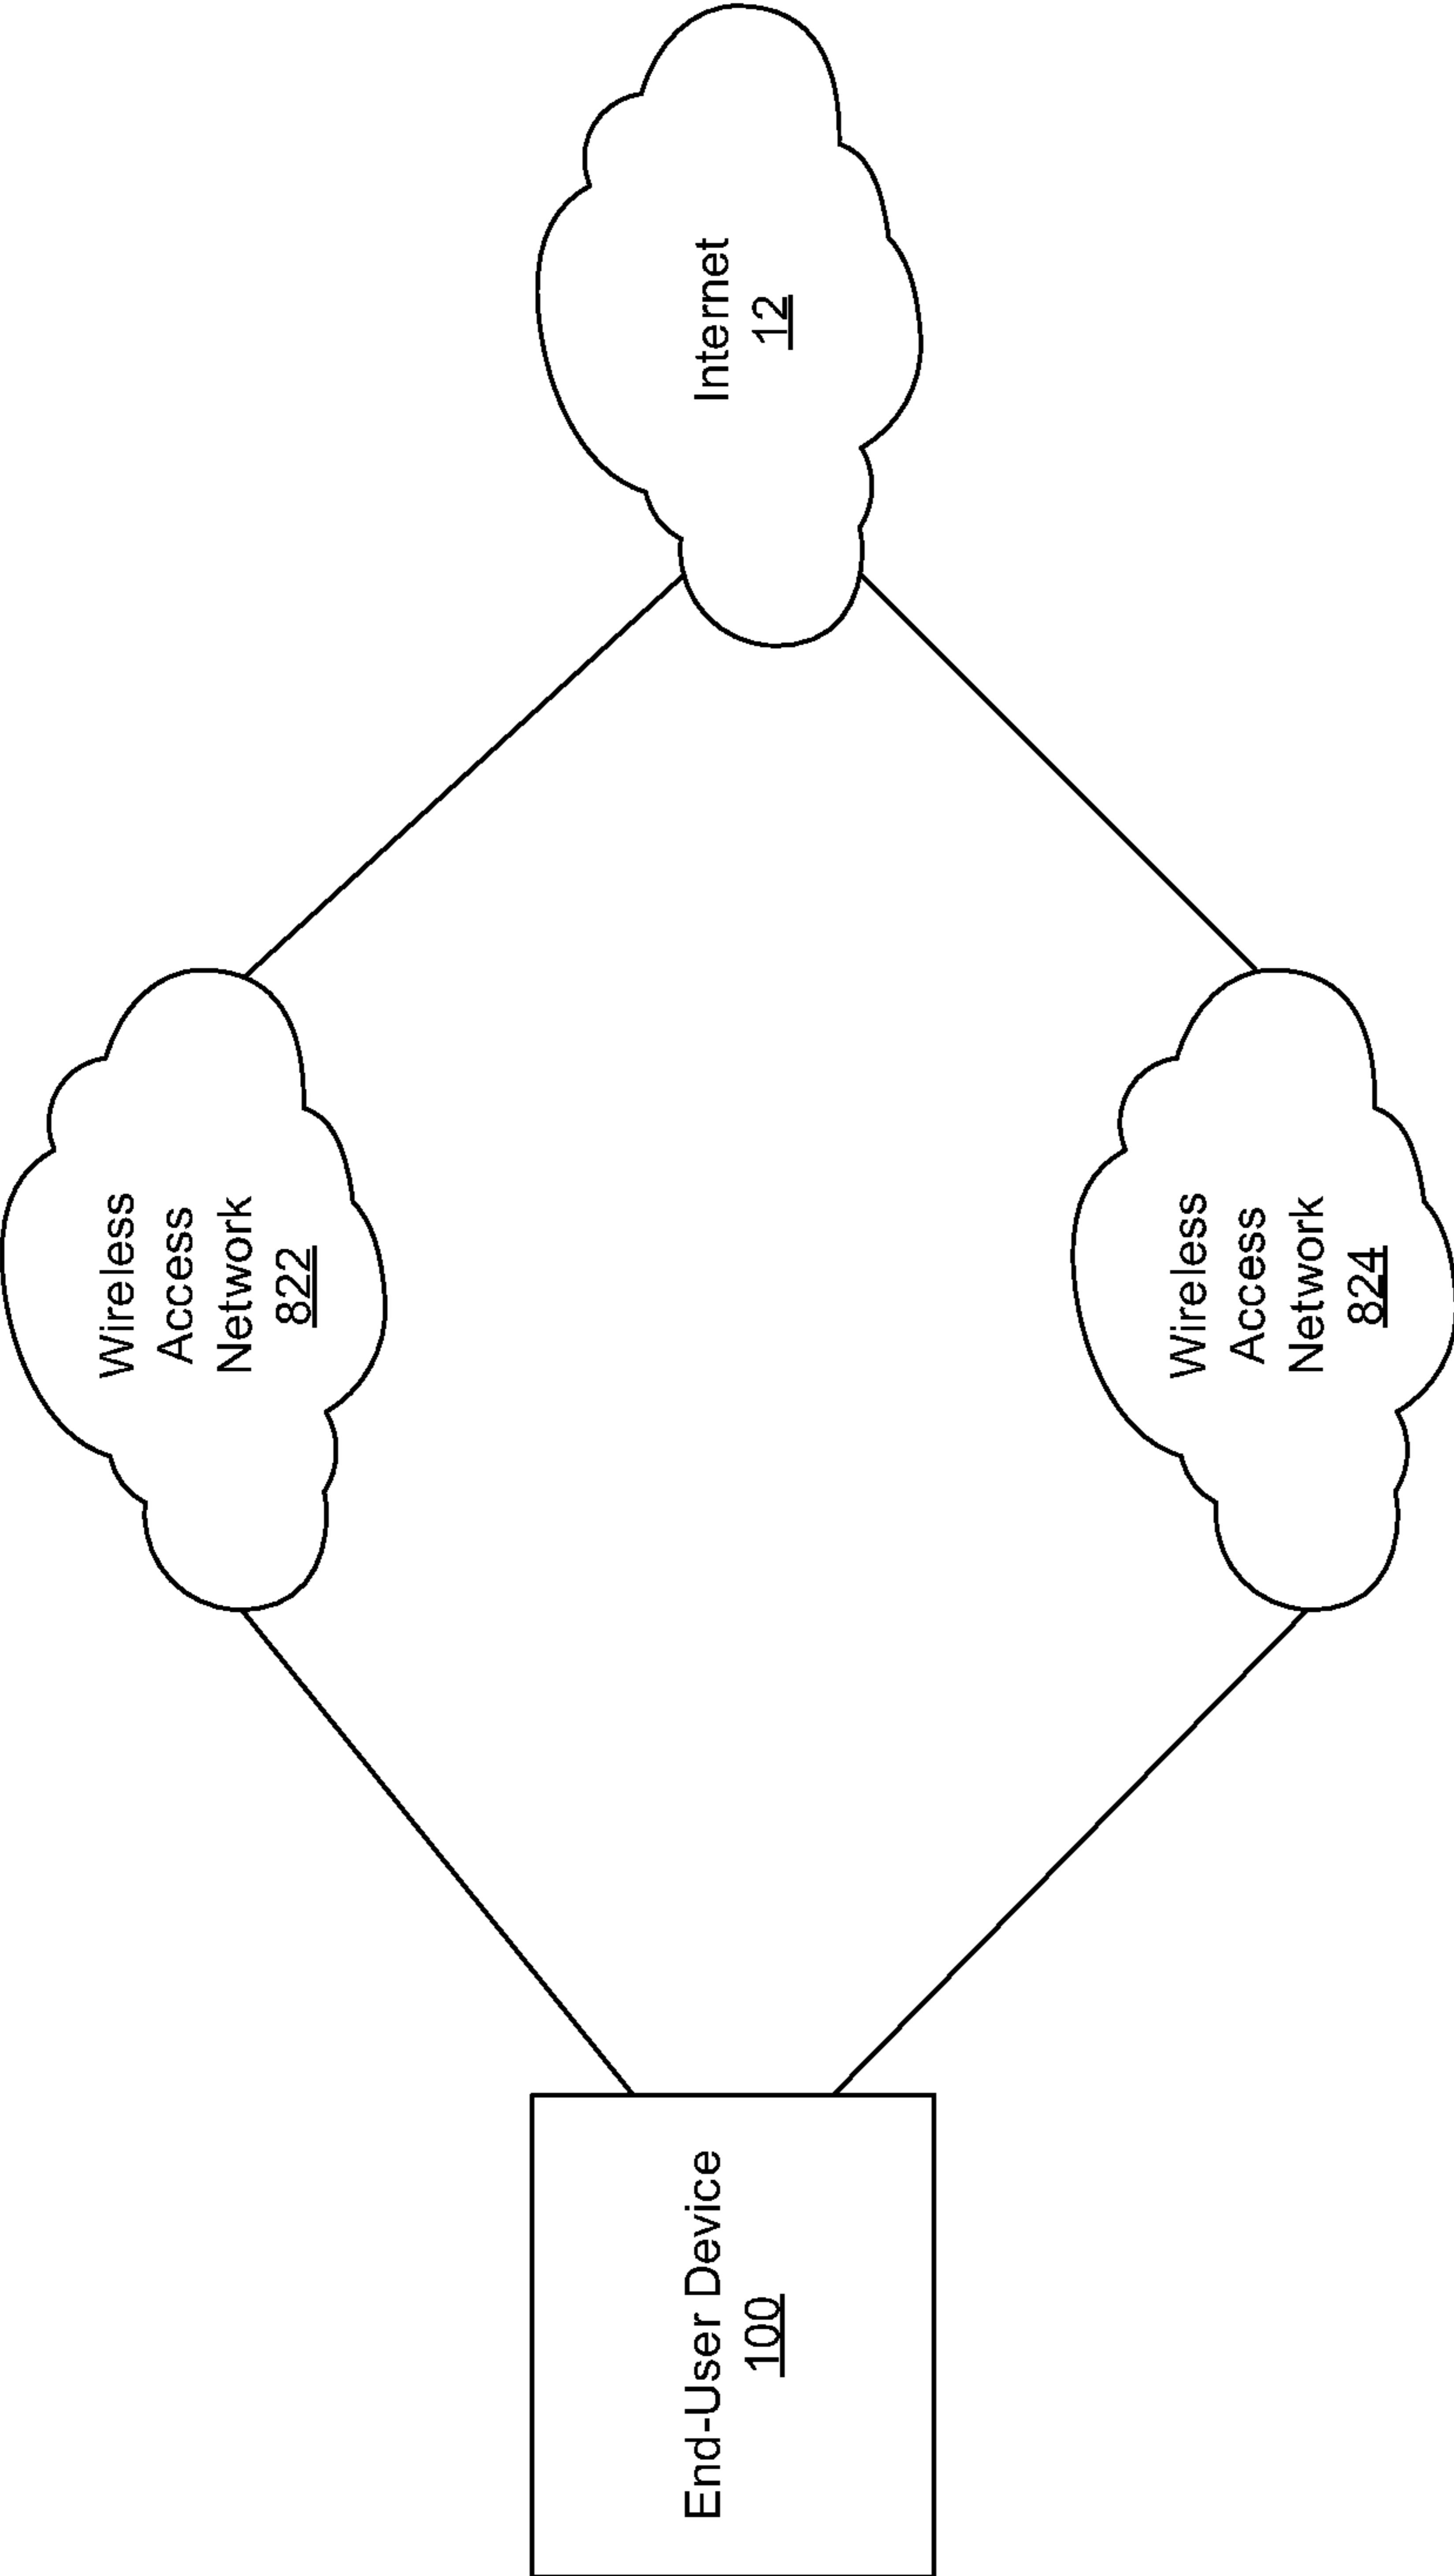 End-User Device
100
Wireless
Access
Network
822
Wireless
Access
Network
824
Internet
12